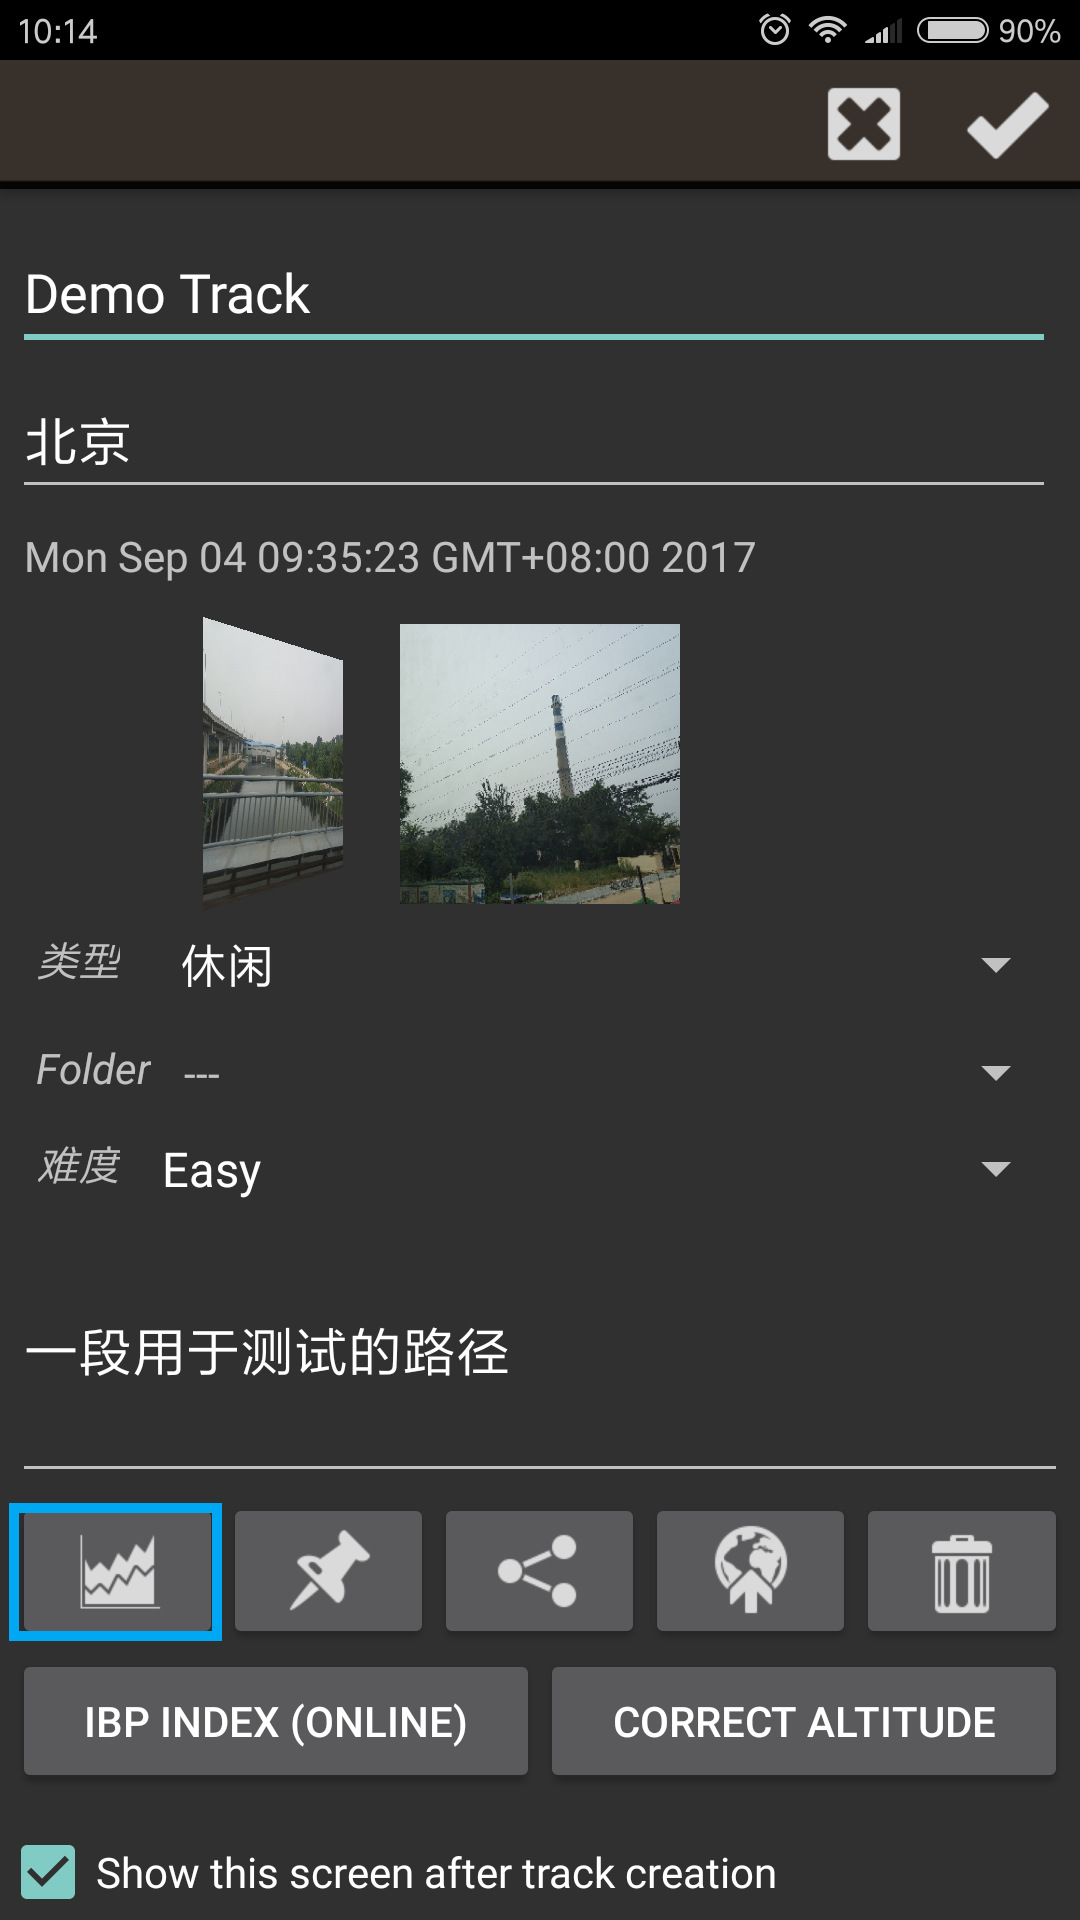 10:14
90%
Demo Track
北京
Mon Sep 04 09:35:23 GMT+08:00 2017
类型 休闲
Folder ---
难度 Easy
一段用于测试的路径
IBP INDEX (ONLINE)
CORRECT ALTITUDE
Show this screen after track creation